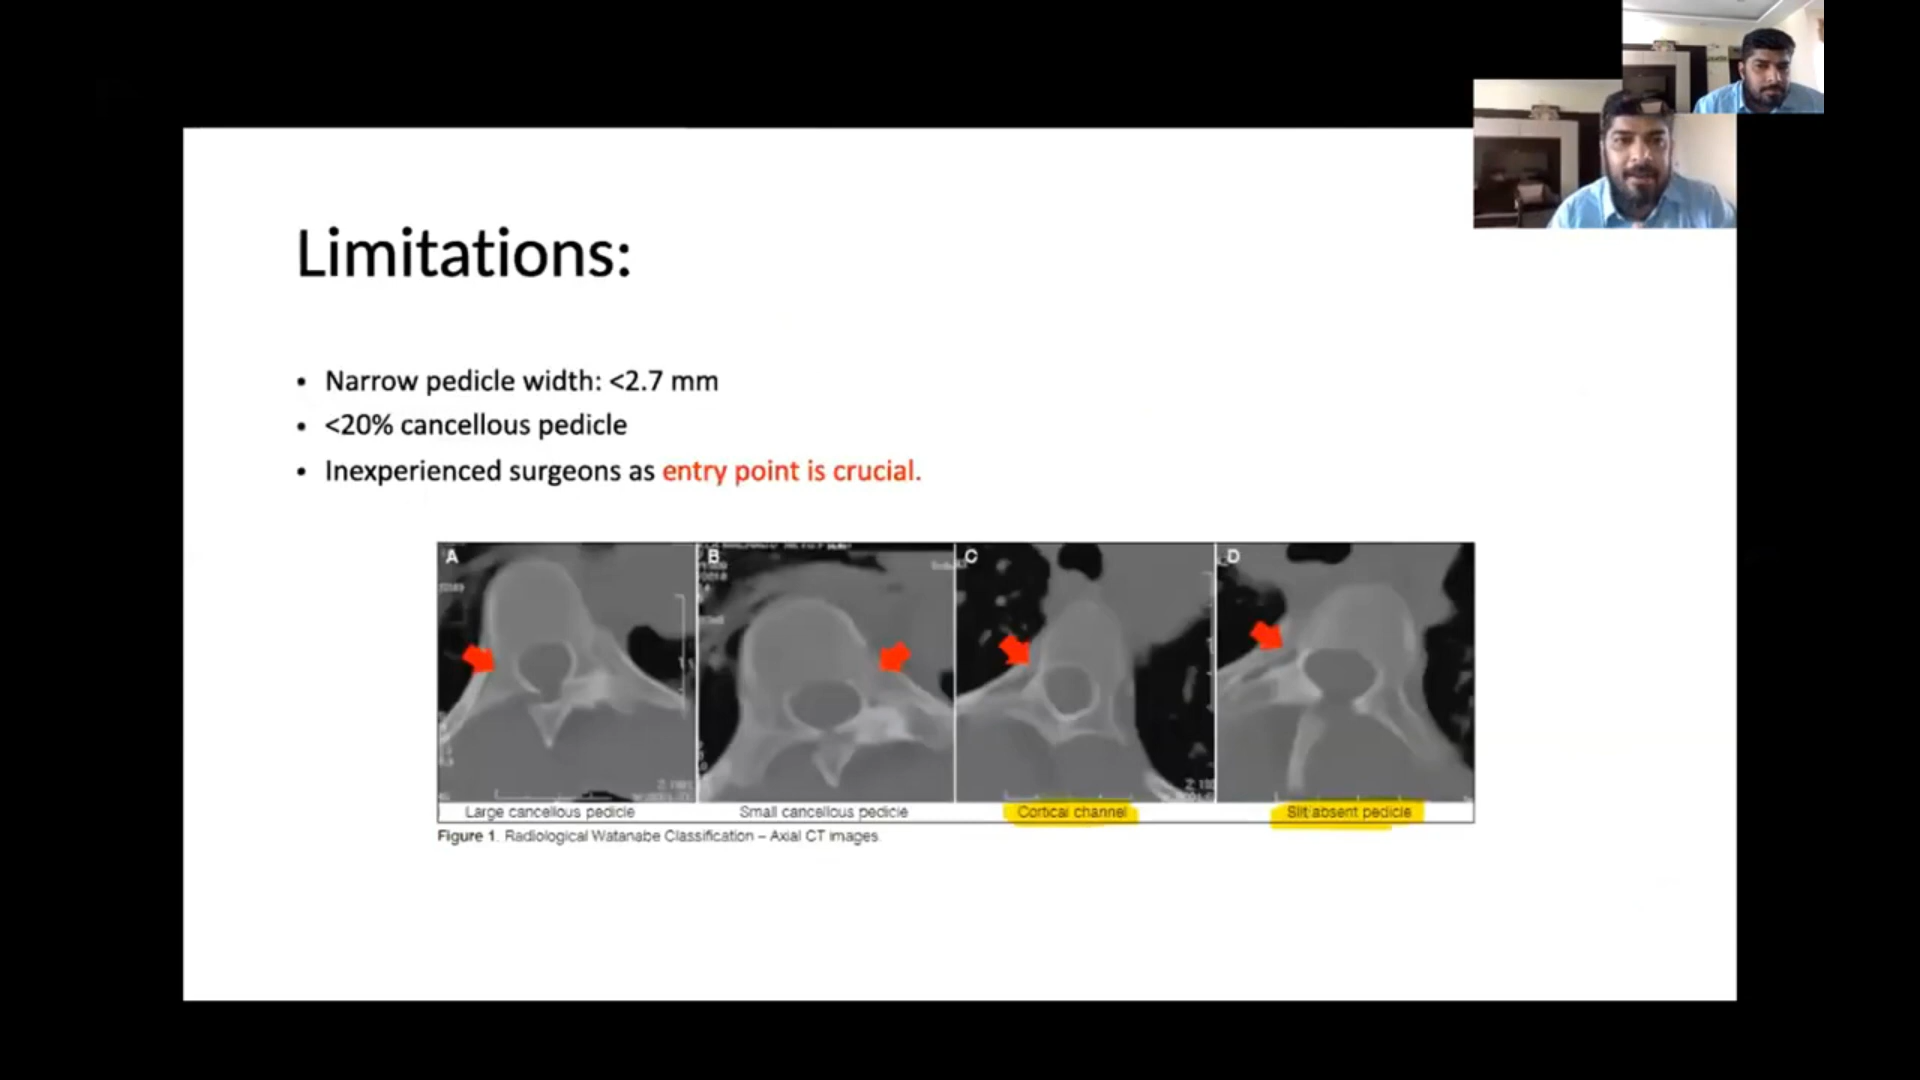 Limitations:
• Narrow pedicle width: <2.7 mm
• <20% cancellous pedicle
• Inexperienced surgeons as entry point is crucial.
A B C D
Large cancellous pedicle
Small cancellous pedicle
Cortical channel
Slit/absent pedicle
Figure 1. Radiological Watanabe Classification – Axial CT images.